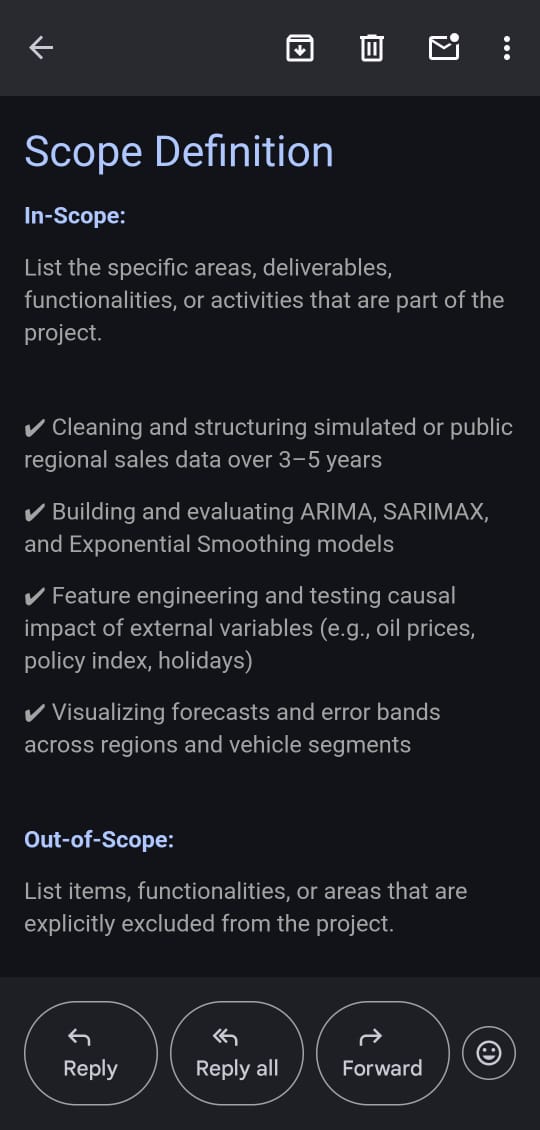 Scope Definition
In-Scope:
List the specific areas, deliverables,
functionalities, or activities that are part of the
project.
✔ Cleaning and structuring simulated or public
regional sales data over 3–5 years
✔ Building and evaluating ARIMA, SARIMAX,
and Exponential Smoothing models
✔ Feature engineering and testing causal
impact of external variables (e.g., oil prices,
policy index, holidays)
✔ Visualizing forecasts and error bands
across regions and vehicle segments
Out-of-Scope:
List items, functionalities, or areas that are
explicitly excluded from the project.
Reply
Reply all
Forward